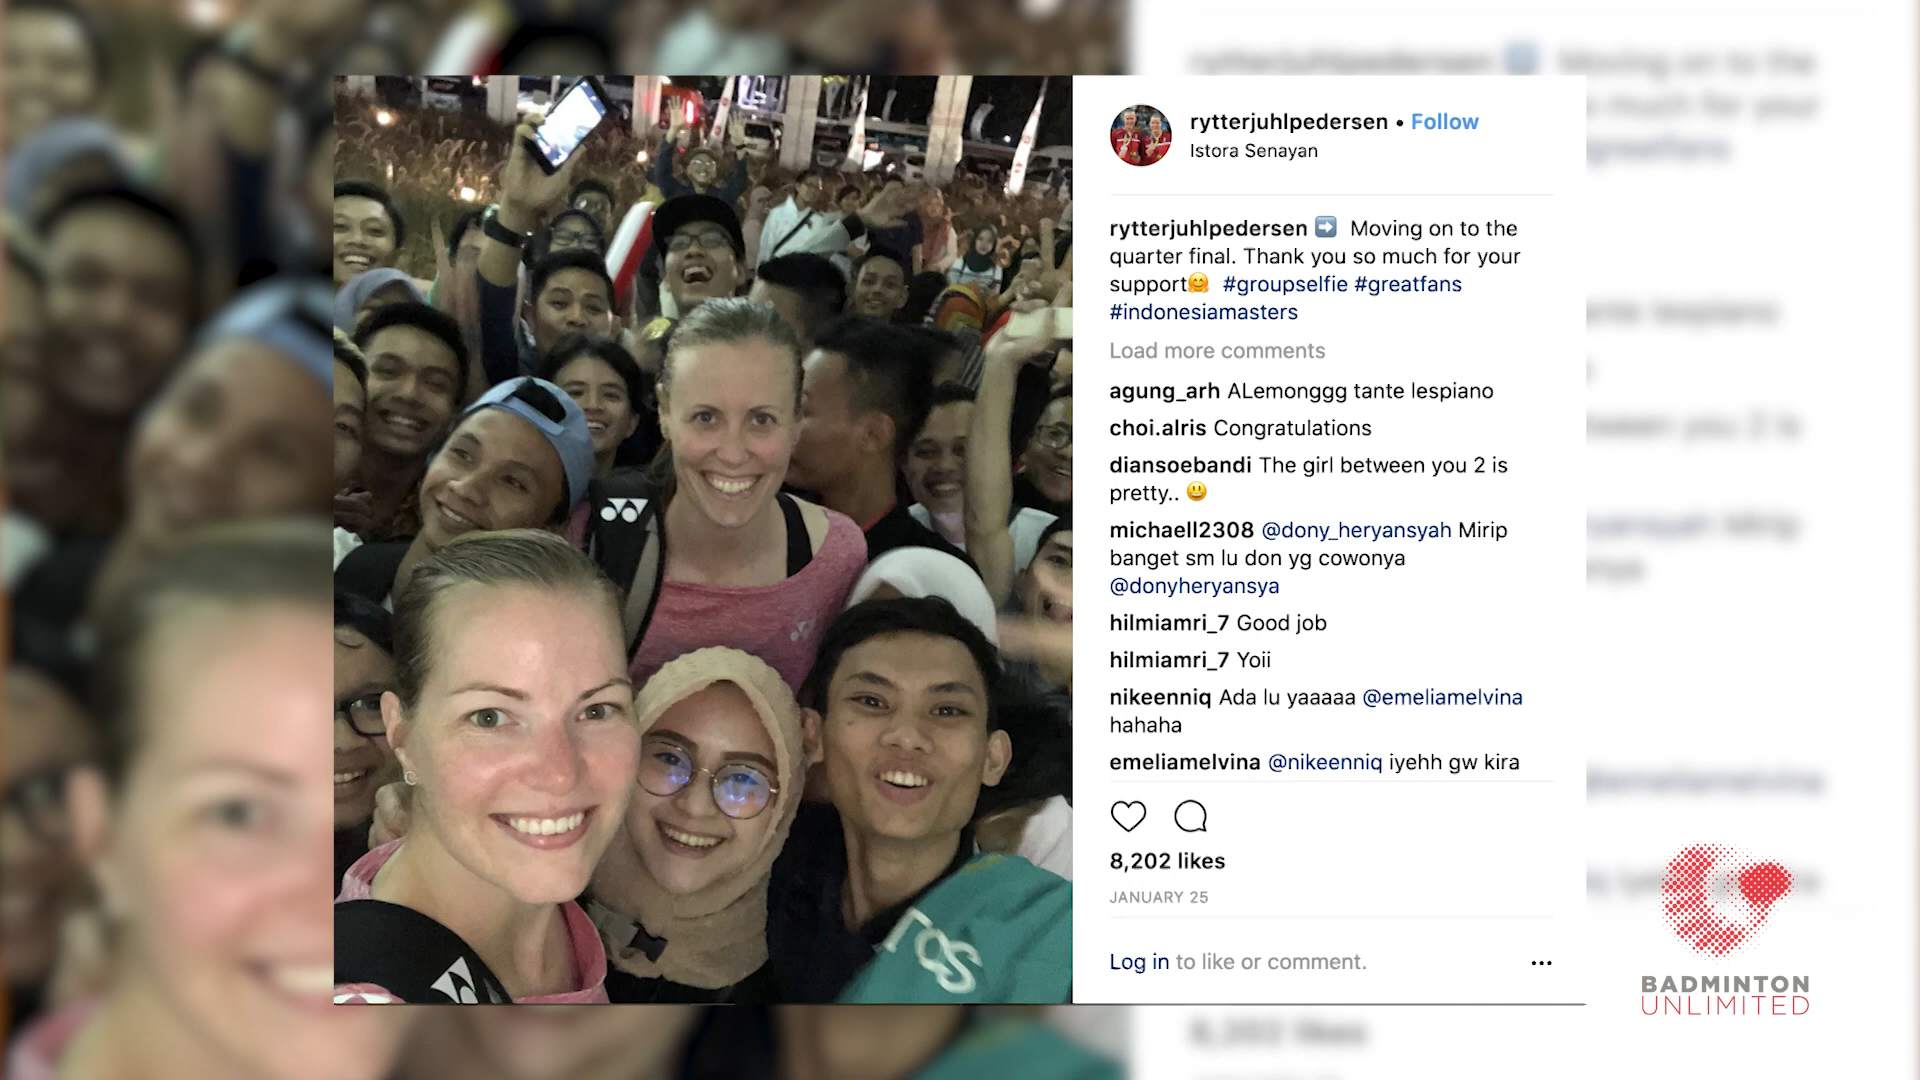 rytterjuhlpedersen • Follow
Istora Senayan
rytterjuhlpedersen ➡️ Moving on to the
quarter final. Thank you so much for your
support🤗 #groupselfie #greatfans
#indonesiamasters
Load more comments
agung_arh ALemonggg tante lespiano
choi.alris Congratulations
diansoebandi The girl between you 2 is
pretty.. 😃
michaell2308 @dony_heryansyah Mirip
banget sm lu don yg cowonya
@donyheryansya
hilmiamri_7 Good job
hilmiamri_7 Yoii
nikeenniq Ada lu yaaaaa @emeliamelvina
hahaha
emeliamelvina @nikeenniq iyehh gw kira
8,202 likes
JANUARY 25
Log in to like or comment.
BADMINTON
UNLIMITED